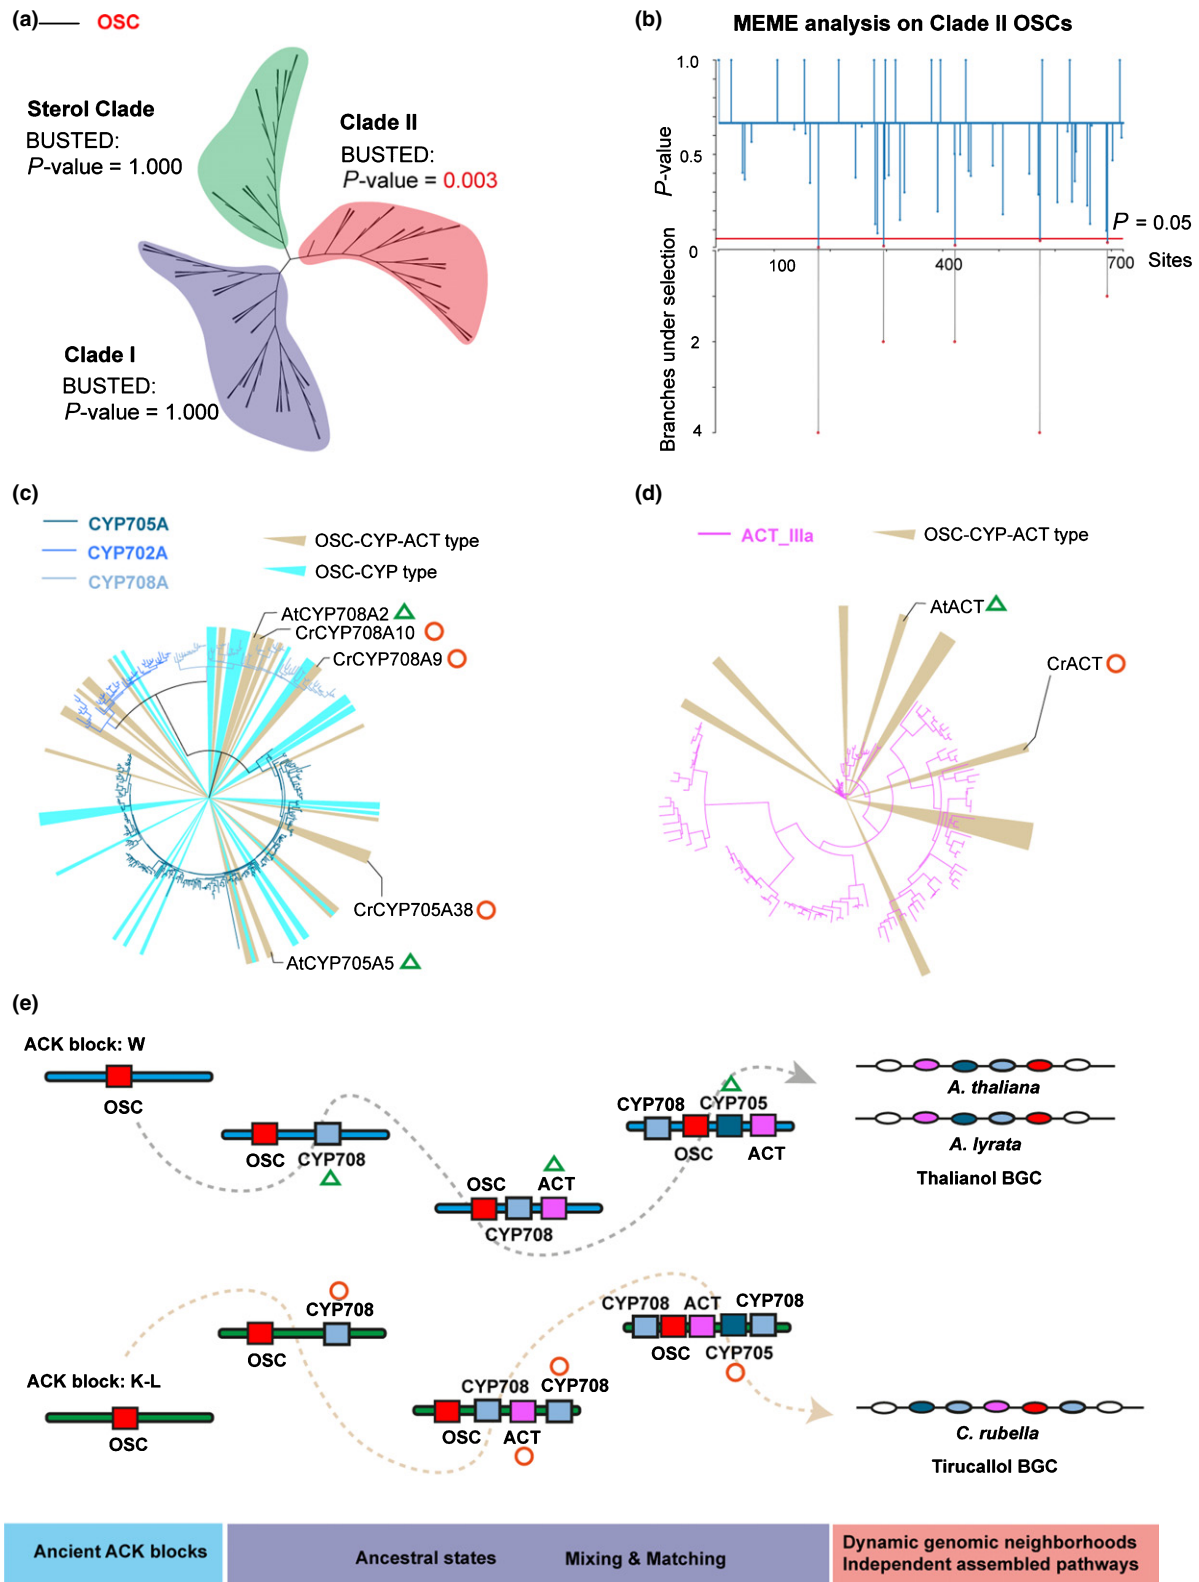 (a)
OSC
Sterol Clade
BUSTED:
P-value = 1.000
Clade II
BUSTED:
P-value = 0.003
Clade I
BUSTED:
P-value = 1.000
(b)
MEME analysis on Clade II OSCs
1.0
0.5
0
2
4
P-value
Branches under selection
P = 0.05
100
400
700
Sites
(c)
CYP705A
CYP702A
CYP708A
OSC-CYP-ACT type
OSC-CYP type
AtCYP708A2
CrCYP708A10
CrCYP708A9
CrCYP705A38
AtCYP705A5
(d)
ACT_IIIa
OSC-CYP-ACT type
AtACT
CrACT
(e)
ACK block: W
OSC
OSC
CYP708
OSC
ACT
CYP708
CYP708
CYP705
OSC
ACT
A. thaliana
A. lyrata
Thalianol BGC
ACK block: K-L
OSC
CYP708
OSC
CYP708
CYP708
OSC
ACT
CYP708
ACT
CYP708
OSC
CYP705
C. rubella
Tirucallol BGC
Ancient ACK blocks
Ancestral states
Mixing & Matching
Dynamic genomic neighborhoods
Independent assembled pathways